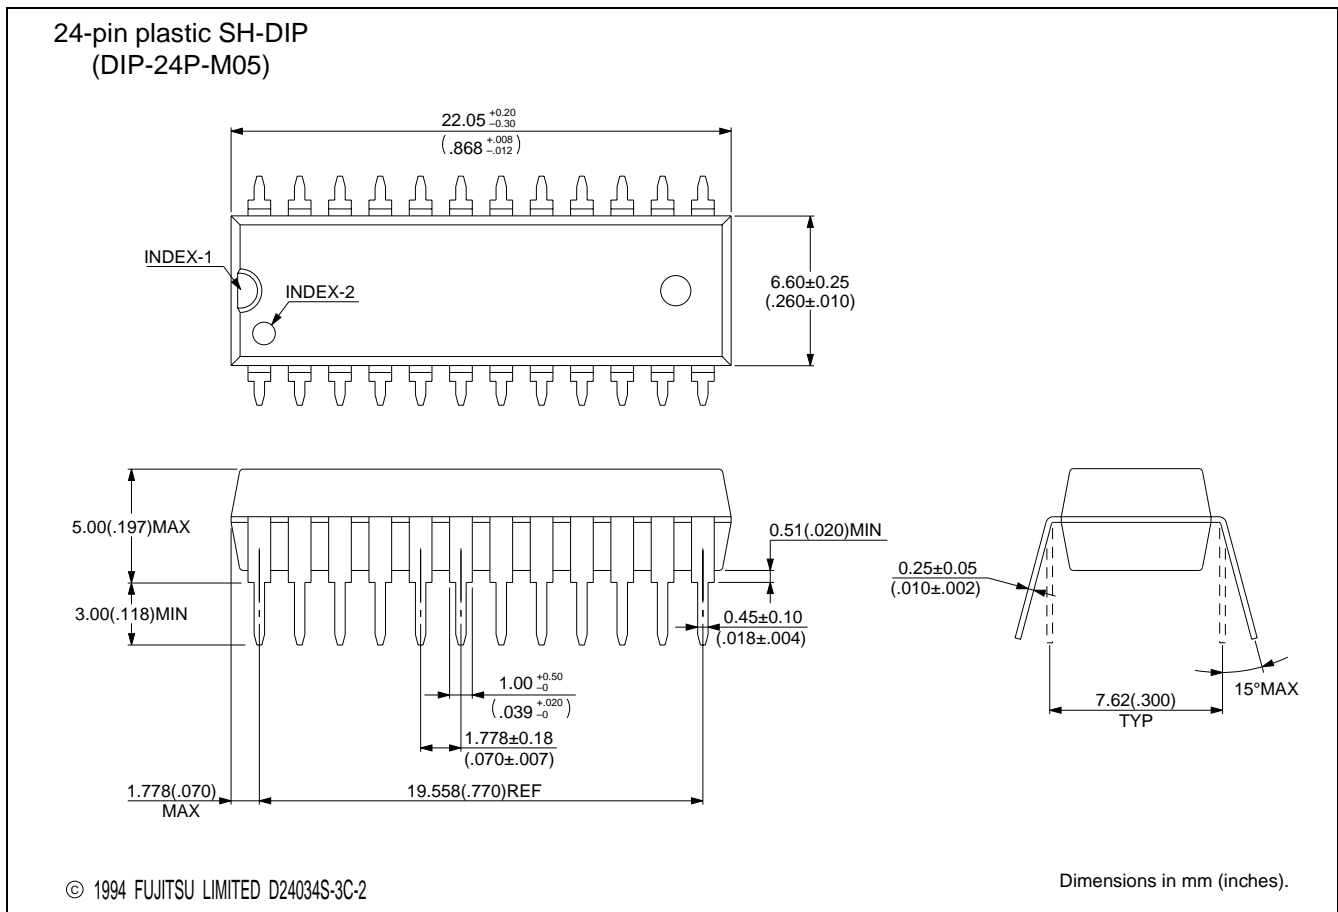 24-pin plastic SH-DIP
(DIP-24P-M05)
22.05 +0.20 –0.30
(.868 +.008 –.012)
INDEX-1
INDEX-2
6.60±0.25
(.260±.010)
5.00(.197)MAX
3.00(.118)MIN
0.51(.020)MIN
0.45±0.10
(.018±.004)
1.00 +0.50 –0
(.039 +.020 –0)
1.778±0.18
(.070±.007)
1.778(.070)
MAX
19.558(.770)REF
0.25±0.05
(.010±.002)
7.62(.300)
TYP
15°MAX
© 1994 FUJITSU LIMITED D24034S-3C-2
Dimensions in mm (inches).